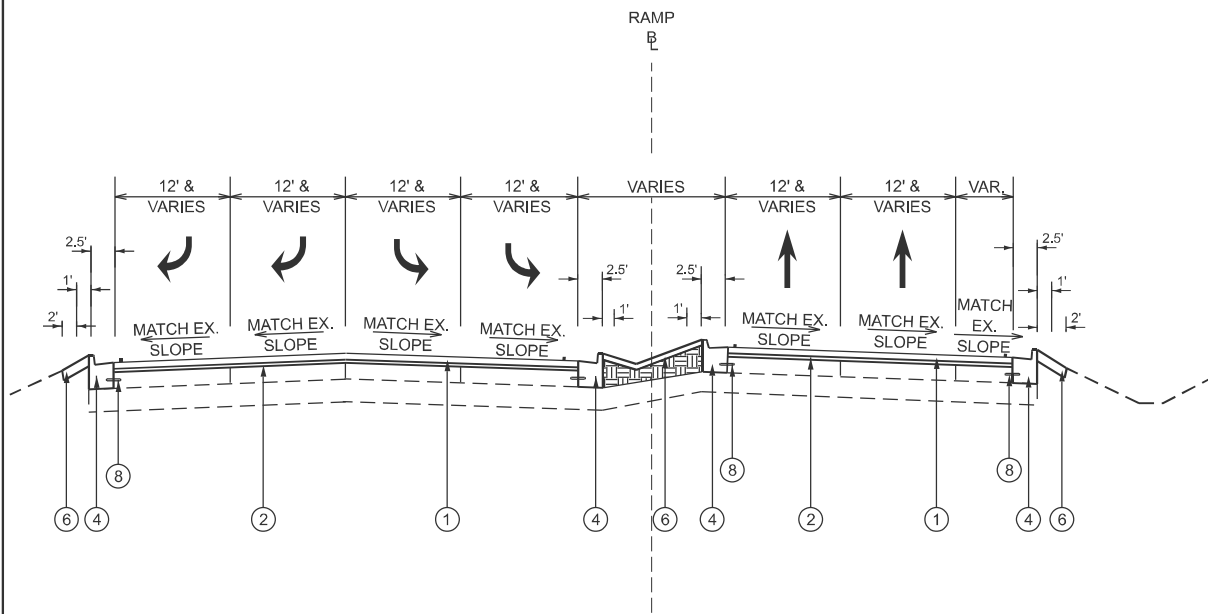 RAMP
BL
12' &
VARIES
12' &
VARIES
12' &
VARIES
12' &
VARIES
VARIES
12' &
VARIES
12' &
VARIES
VAR.
2.5'
1'
2'
2.5'
1'
2.5'
1'
2.5'
1'
2'
MATCH EX.
SLOPE
MATCH EX.
SLOPE
MATCH EX.
SLOPE
MATCH EX.
SLOPE
MATCH EX.
SLOPE
MATCH EX.
SLOPE
MATCH
EX.
SLOPE
8
8
8
6
4
2
1
4
6
4
2
1
4
6